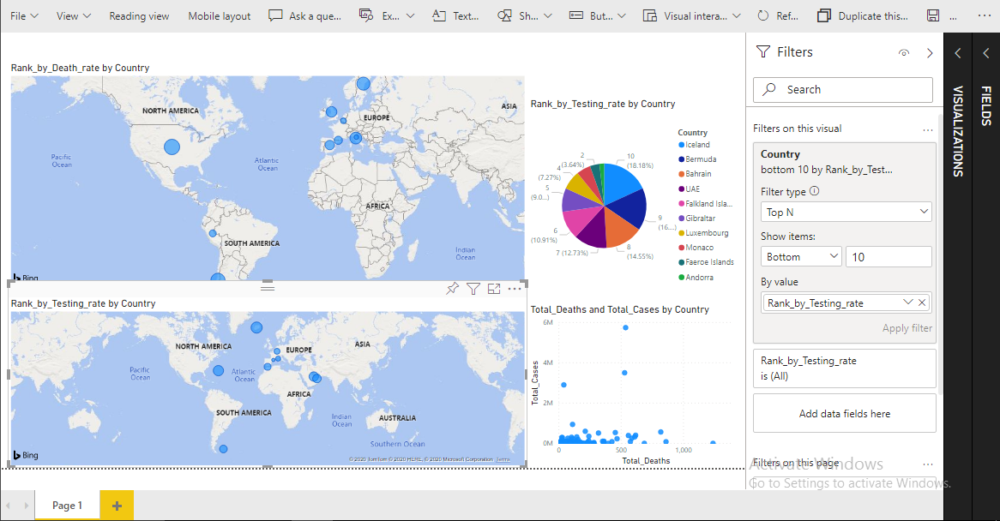 File View Reading view Mobile layout Ask a que... Ex... Text... Sh... But... Visual intera... Ref... Duplicate this... ... ...
Rank_by_Death_rate by Country
NORTH AMERICA
EUROPE
ASIA
Pacific
Ocean
Atlantic
Ocean
AFRICA
SOUTH AMERICA
Indian
Ocean
Bing
Rank_by_Testing_rate by Country
Country
Iceland
Bermuda
Bahrain
UAE
Falkland Isla...
Gibraltar
Luxembourg
Monaco
Faeroe Islands
Andorra
10
(18.18%)
9
(16....)
8
(14.55%)
7 (12.73%)
6
(10.91%)
5
(9.0...)
4
(7.27%)
2
(3.64%)
Rank_by_Testing_rate by Country
NORTH AMERICA
EUROPE
ASIA
Pacific
Ocean
Atlantic
Ocean
AFRICA
SOUTH AMERICA
Indian
Ocean
AUSTRALIA
Southern Ocean
Bing
© 2020 TomTom © 2020 HERE, © 2020 Microsoft Corporation Terms
Total_Deaths and Total_Cases by Country
Total_Cases
6M
4M
2M
0M
0 500 1,000
Total_Deaths
Filters
Search
Filters on this visual ...
Country
bottom 10 by Rank_by_Test...
Filter type
Top N
Show items:
Bottom 10
By value
Rank_by_Testing_rate
Apply filter
Rank_by_Testing_rate
is (All)
Add data fields here
Filters on this page ...
Activate Windows
Go to Settings to activate Windows.
VISUALIZATIONS
FIELDS
Page 1